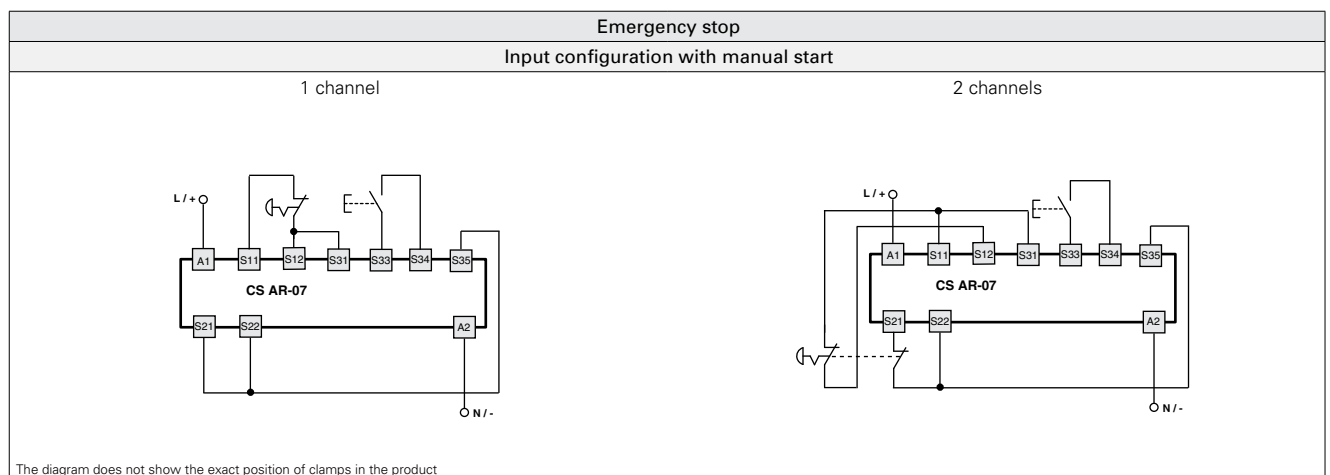 Emergency stop
Input configuration with manual start
1 channel
2 channels
L / +
A1 S11 S12 S31 S33 S34 S35
CS AR-07
S21 S22 A2
N / -
L / +
A1 S11 S12 S31 S33 S34 S35
CS AR-07
S21 S22 A2
N / -
The diagram does not show the exact position of clamps in the product